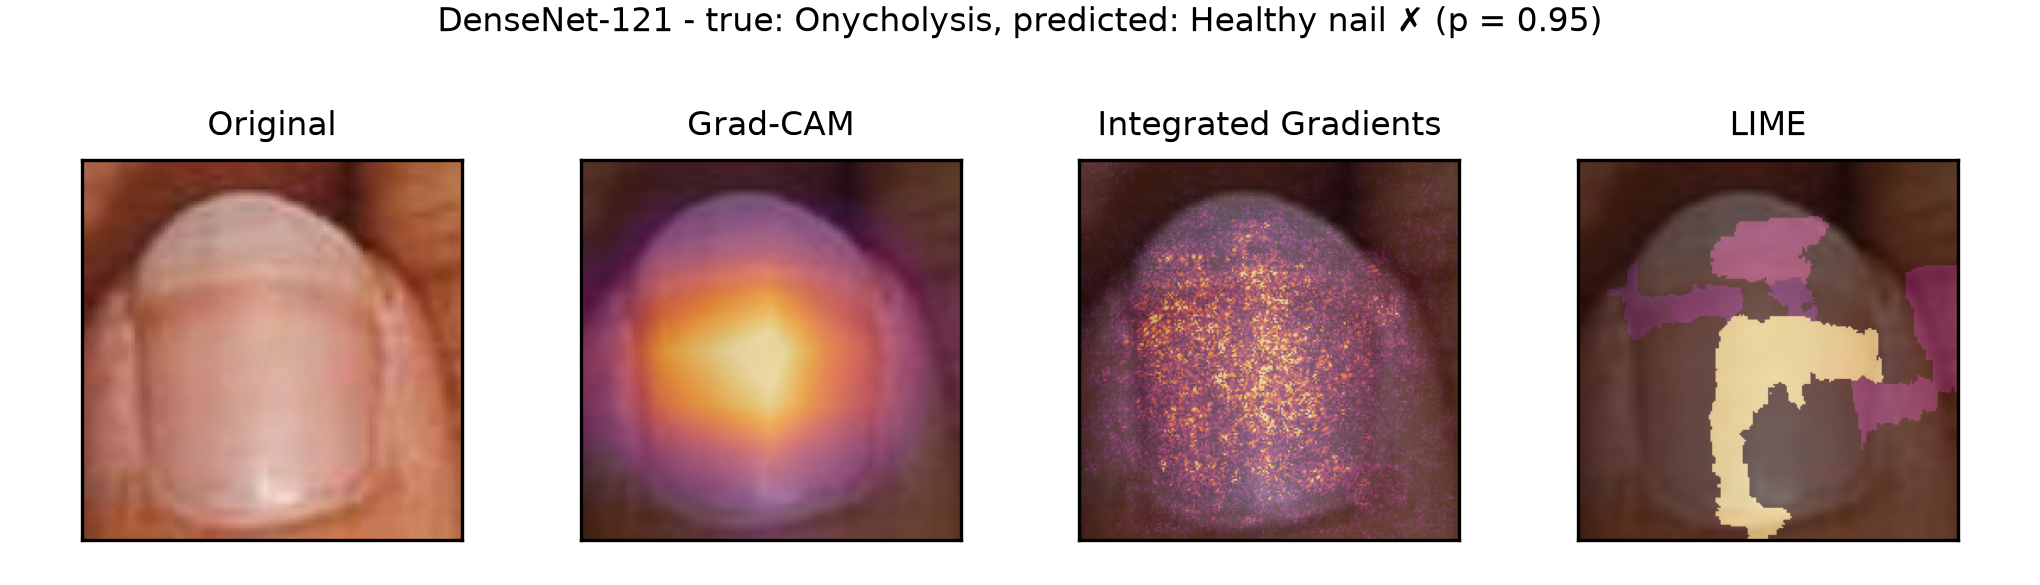 DenseNet-121 - true: Onycholysis, predicted: Healthy nail ✗ (p = 0.95)
Original
Grad-CAM
Integrated Gradients
LIME